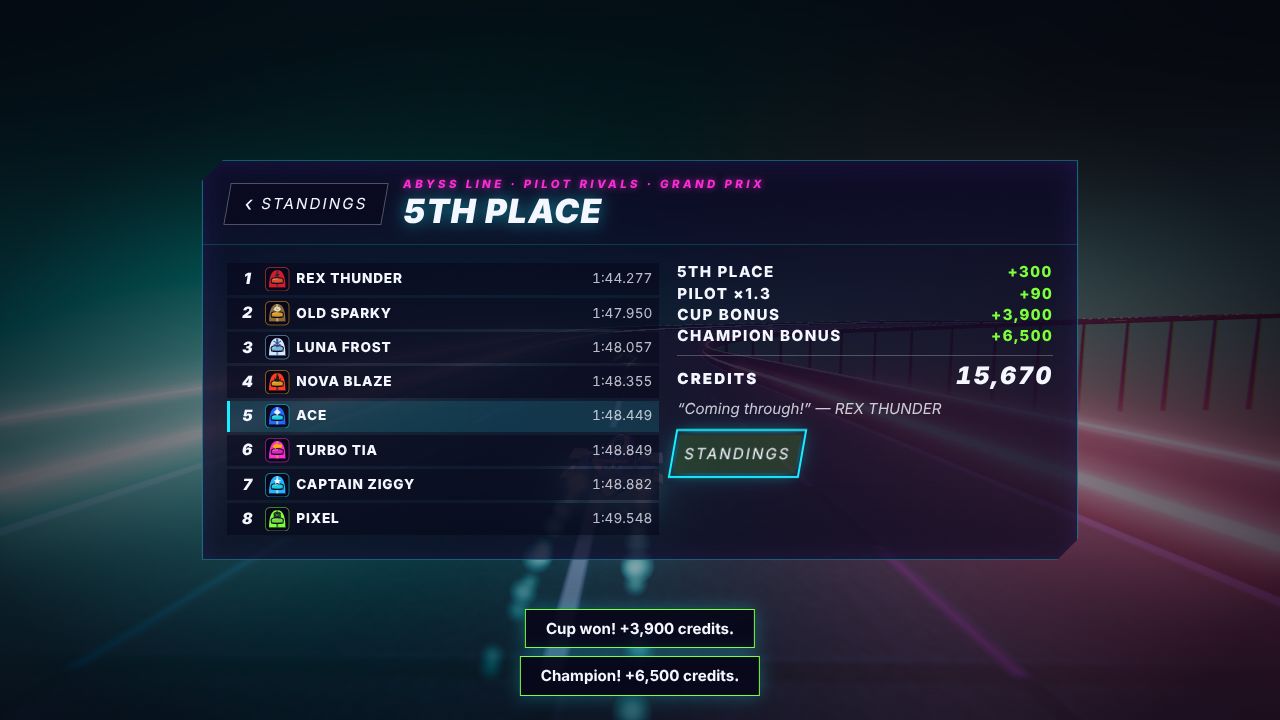 ‹ STANDINGS
ABYSS LINE · PILOT RIVALS · GRAND PRIX
5TH PLACE
1 REX THUNDER 1:44.277
2 OLD SPARKY 1:47.950
3 LUNA FROST 1:48.057
4 NOVA BLAZE 1:48.355
5 ACE 1:48.449
6 TURBO TIA 1:48.849
7 CAPTAIN ZIGGY 1:48.882
8 PIXEL 1:49.548
5TH PLACE +300
PILOT ×1.3 +90
CUP BONUS +3,900
CHAMPION BONUS +6,500
CREDITS 15,670
“Coming through!” — REX THUNDER
STANDINGS
Cup won! +3,900 credits.
Champion! +6,500 credits.